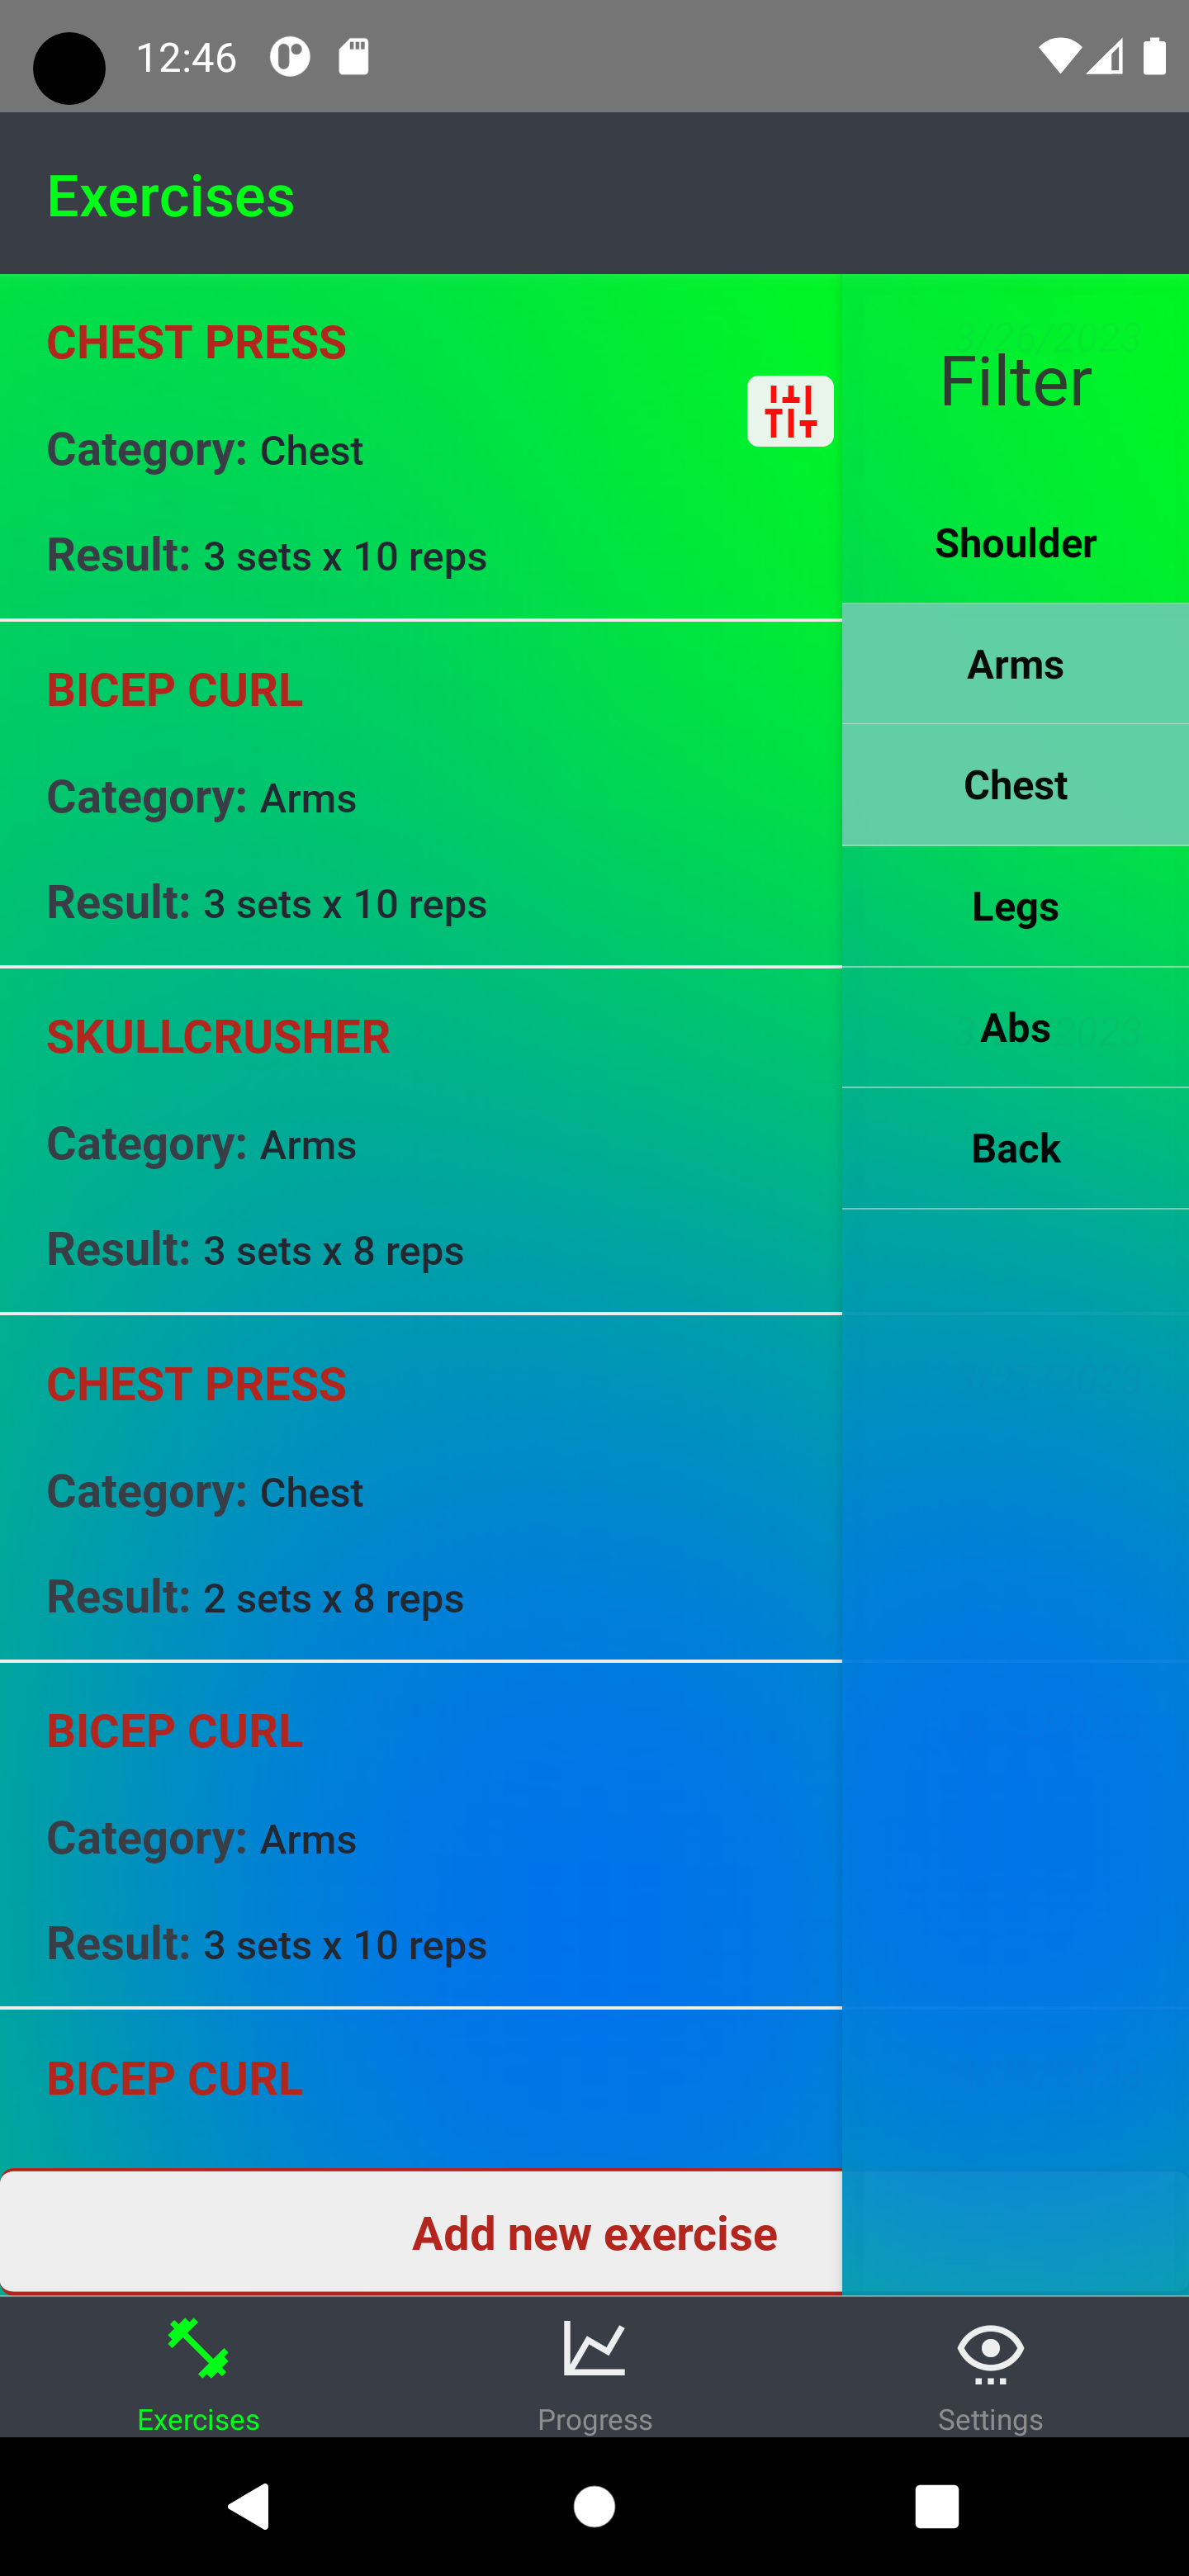 12:46
Exercises
CHEST PRESS
Category: Chest
Result: 3 sets x 10 reps
BICEP CURL
Category: Arms
Result: 3 sets x 10 reps
SKULLCRUSHER
Category: Arms
Result: 3 sets x 8 reps
CHEST PRESS
Category: Chest
Result: 2 sets x 8 reps
BICEP CURL
Category: Arms
Result: 3 sets x 10 reps
BICEP CURL
/26/2023
Filter
Shoulder
Arms
Chest
Legs
Abs
Back
Add new exercise
Exercises
Progress
Settings